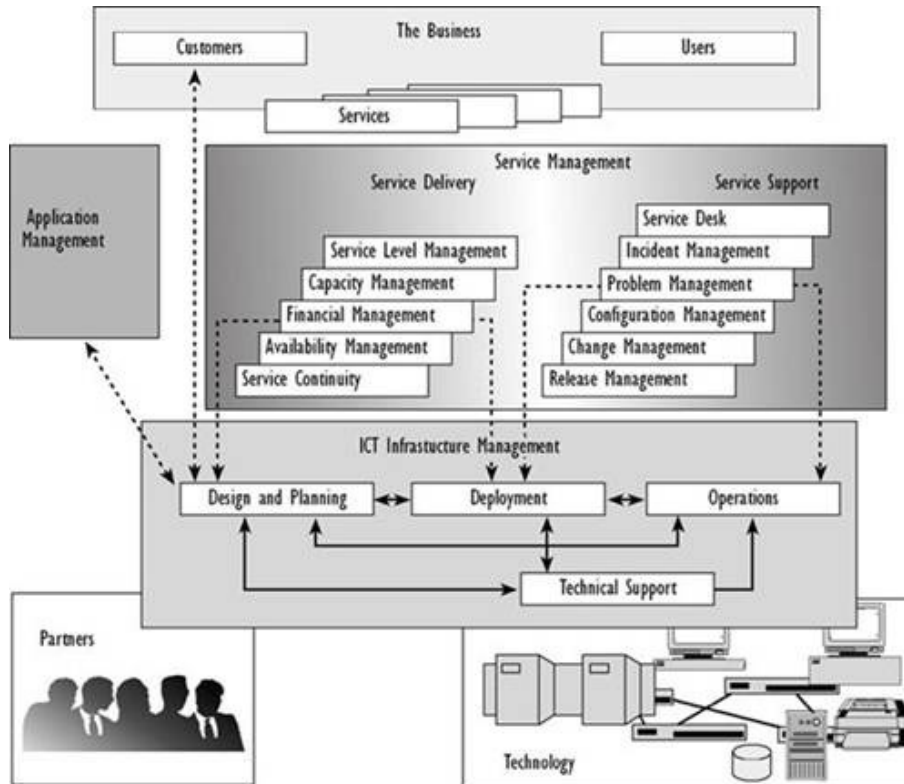 The Business
Customers
Users
Services
Service Management
Service Delivery
Service Support
Application
Management
Service Level Management
Capacity Management
Financial Management
Availability Management
Service Continuity
Service Desk
Incident Management
Problem Management
Configuration Management
Change Management
Release Management
ICT Infrastucture Management
Design and Planning
Deployment
Operations
Technical Support
Partners
Technology